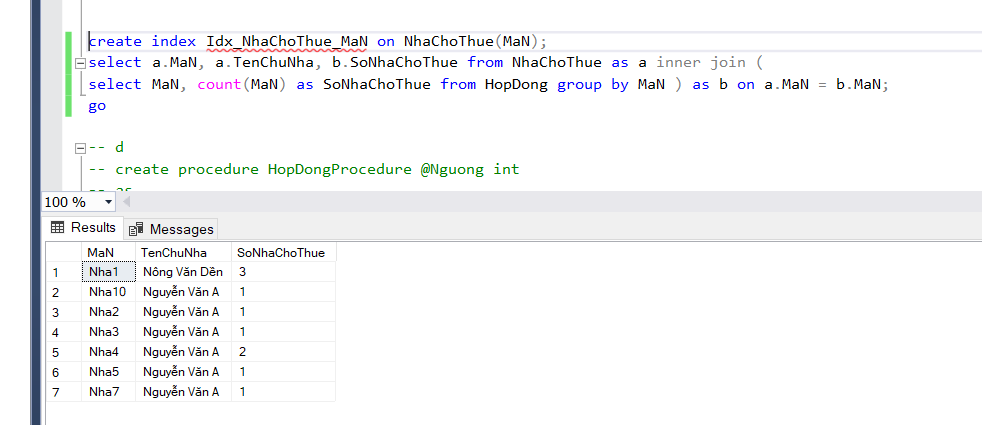 create index Idx_NhaChoThue_MaN on NhaChoThue(MaN);
select a.MaN, a.TenChuNha, b.SoNhaChoThue from NhaChoThue as a inner join (
select MaN, count(MaN) as SoNhaChoThue from HopDong group by MaN ) as b on a.MaN = b.MaN;
go
-- d
-- create procedure HopDongProcedure @Nguong int
-- as
100 %
Results Messages
MaN TenChuNha SoNhaChoThue
1 Nha1 Nông Văn Dền 3
2 Nha10 Nguyễn Văn A 1
3 Nha2 Nguyễn Văn A 1
4 Nha3 Nguyễn Văn A 1
5 Nha4 Nguyễn Văn A 2
6 Nha5 Nguyễn Văn A 1
7 Nha7 Nguyễn Văn A 1